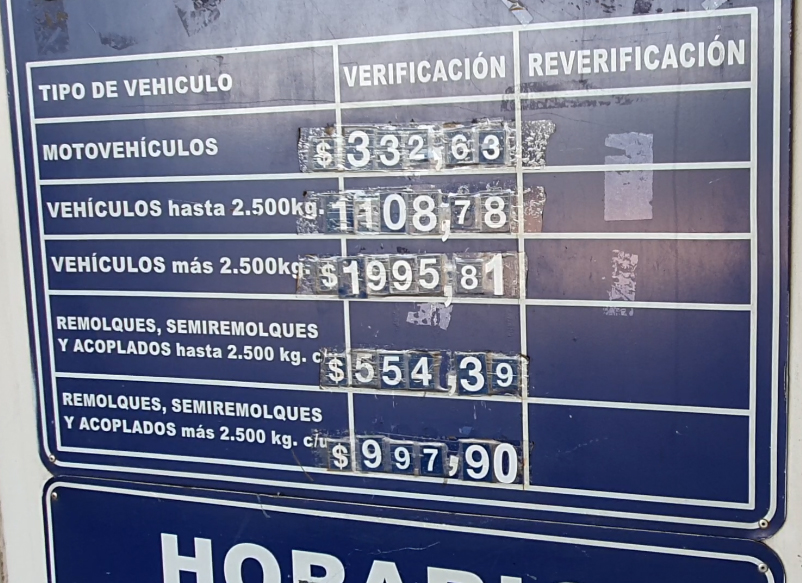 TIPO DE VEHICULO VERIFICACIÓN REVERIFICACIÓN
MOTOVEHÍCULOS $ 332,63
VEHÍCULOS hasta 2.500kg. 1108,78
VEHÍCULOS más 2.500kg. $ 1995,81
REMOLQUES, SEMIREMOLQUES
Y ACOPLADOS hasta 2.500 kg. c/ $ 554,39
REMOLQUES, SEMIREMOLQUES
Y ACOPLADOS más 2.500 kg. c/u $ 997,90